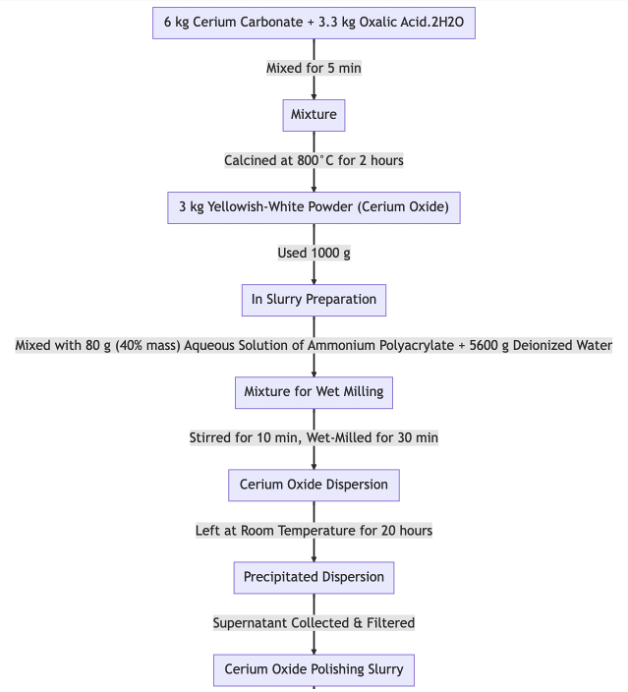 6 kg Cerium Carbonate + 3.3 kg Oxalic Acid.2H2O
Mixed for 5 min
Mixture
Calcined at 800°C for 2 hours
3 kg Yellowish-White Powder (Cerium Oxide)
Used 1000 g
In Slurry Preparation
Mixed with 80 g (40% mass) Aqueous Solution of Ammonium Polyacrylate + 5600 g Deionized Water
Mixture for Wet Milling
Stirred for 10 min, Wet-Milled for 30 min
Cerium Oxide Dispersion
Left at Room Temperature for 20 hours
Precipitated Dispersion
Supernatant Collected & Filtered
Cerium Oxide Polishing Slurry